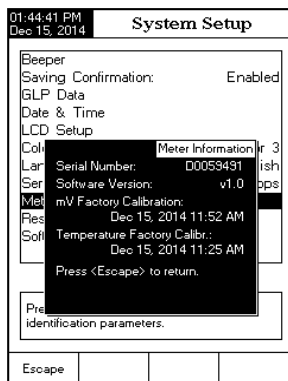 01:44:41 PM
Dec 15, 2014
System Setup
Beeper
Saving Confirmation: Enabled
GLP Data
Date & Time
LCD Setup
Meter Information
Serial Number: D0059491
Software Version: v1.0
mV Factory Calibration:
Dec 15, 2014 11:52 AM
Temperature Factory Calibr.:
Dec 15, 2014 11:25 AM
Press <Escape> to return.
identification parameters.
Escape